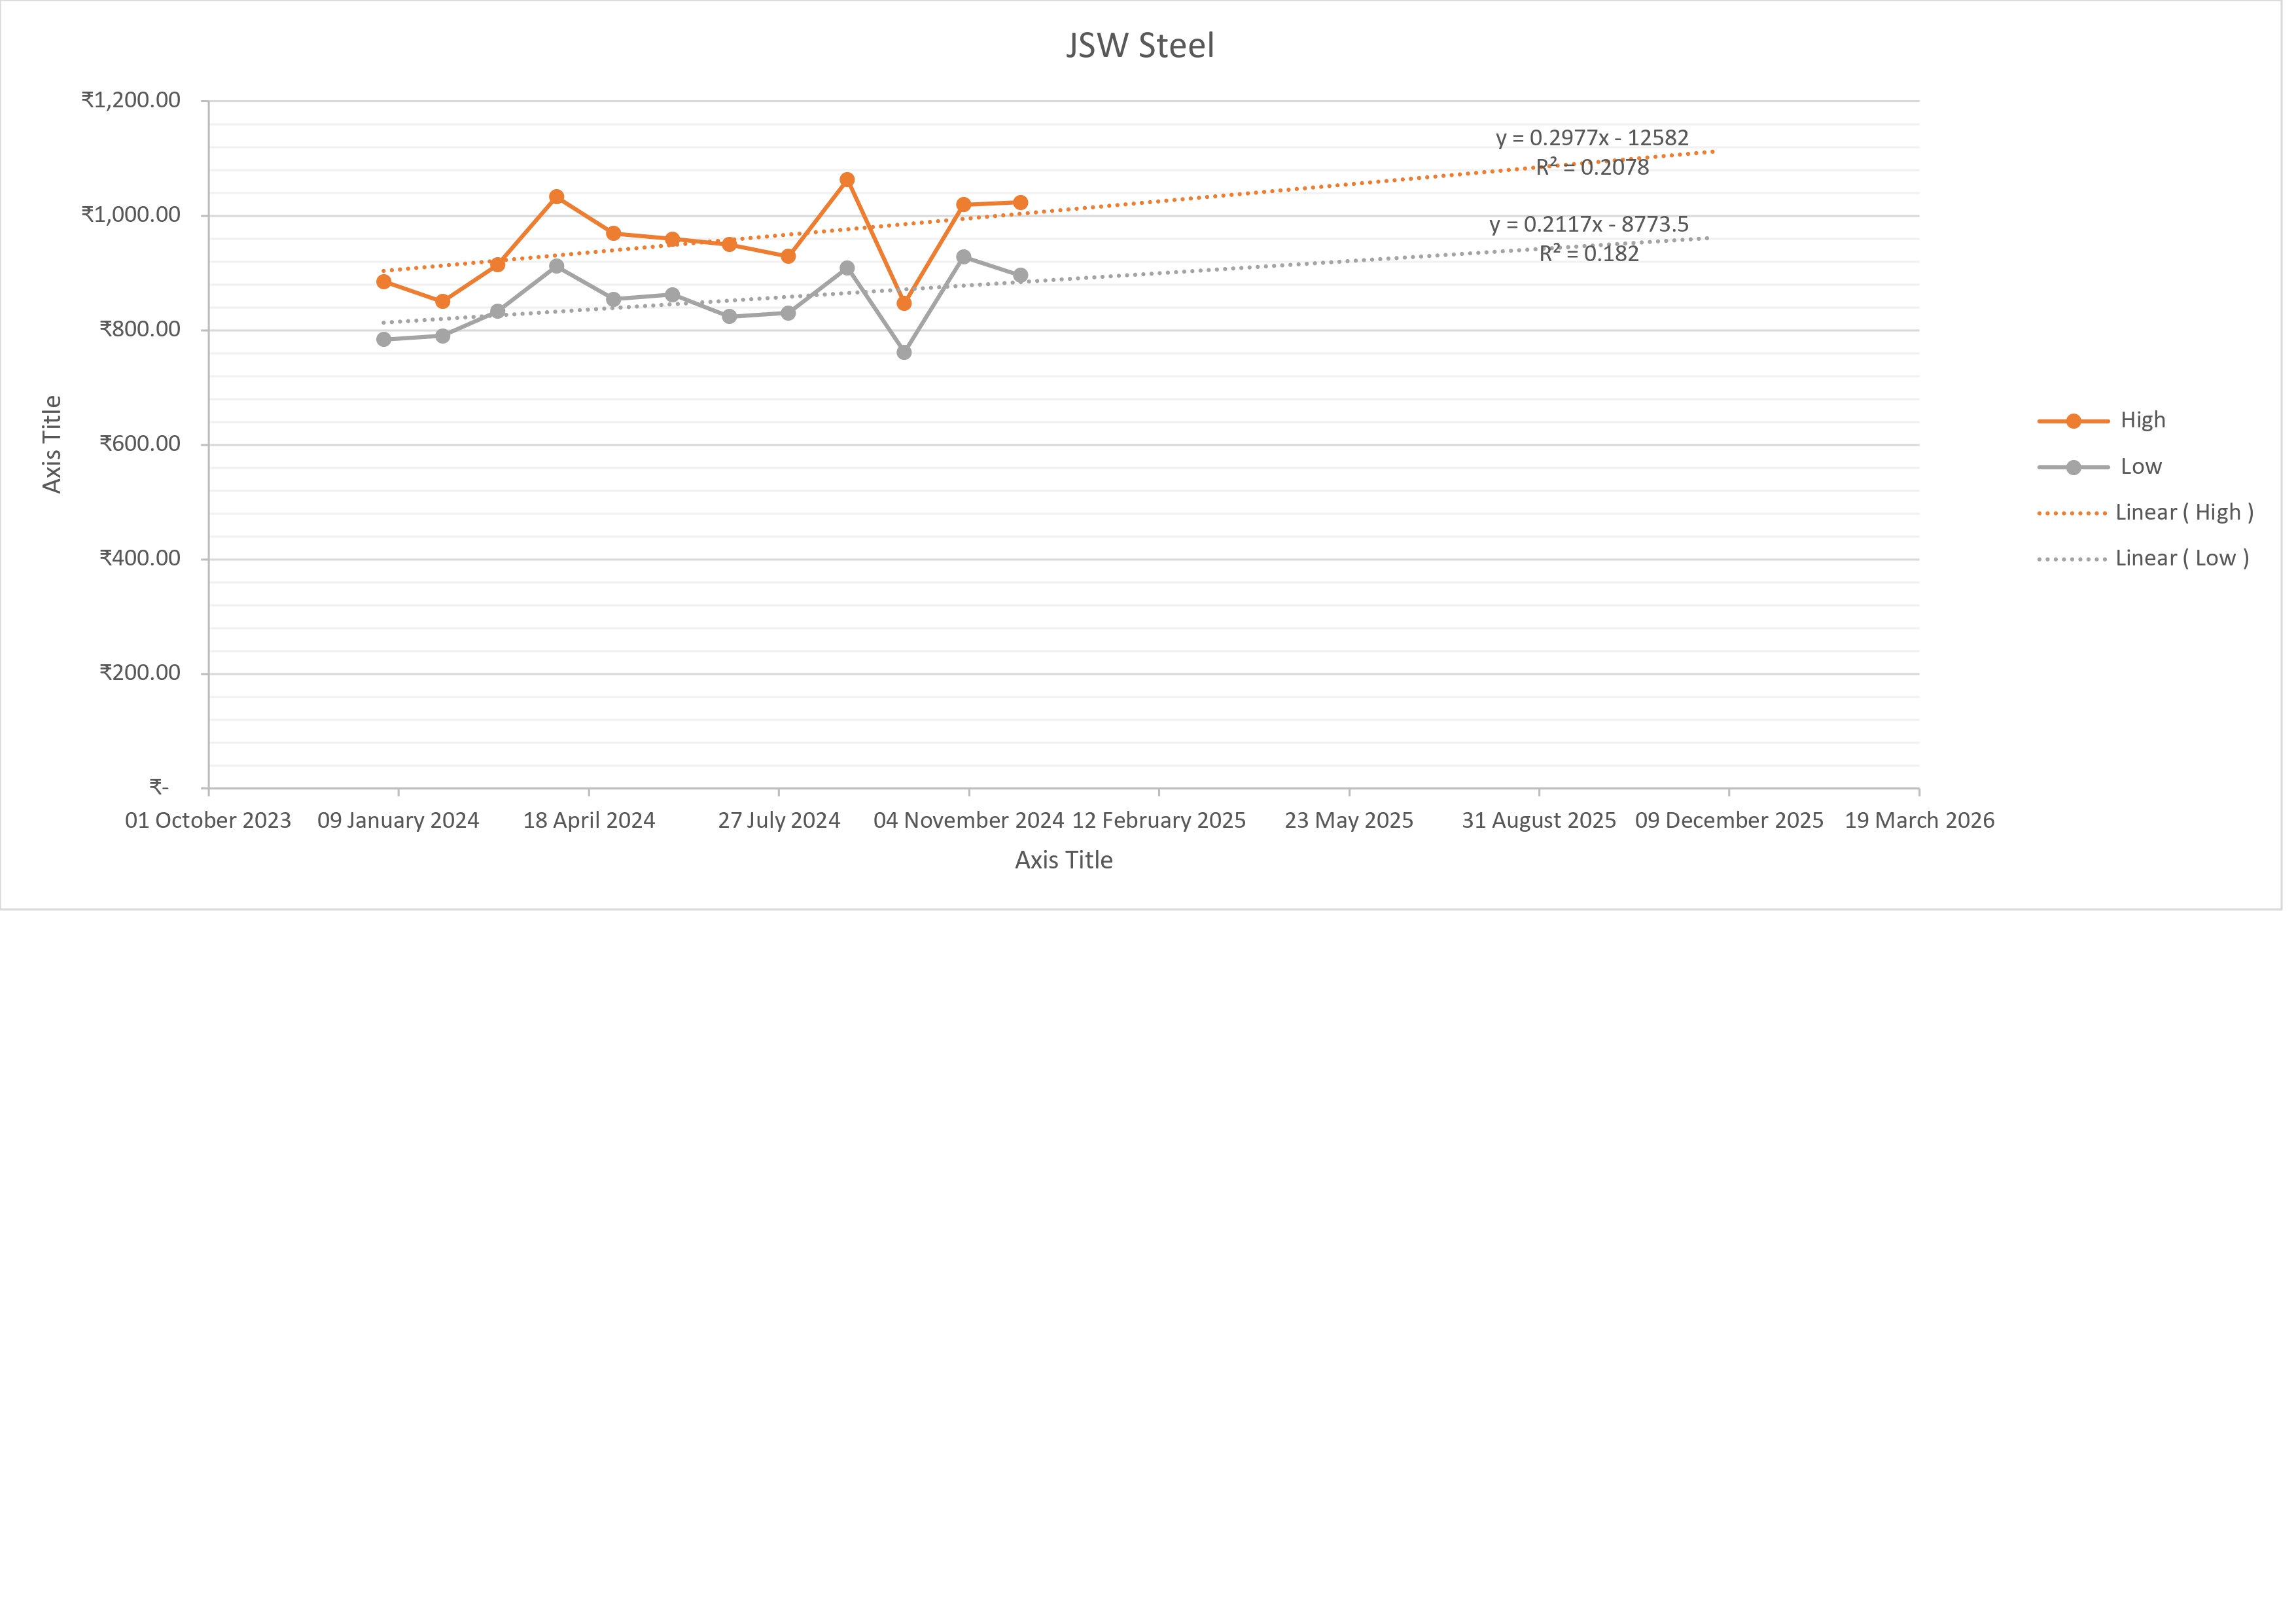 JSW Steel
₹1,200.00
₹1,000.00
₹800.00
₹600.00
₹400.00
₹200.00
₹-
Axis Title
y = 0.2977x - 12582
R² = 0.2078
y = 0.2117x - 8773.5
R² = 0.182
01 October 2023
09 January 2024
18 April 2024
27 July 2024
04 November 2024
12 February 2025
23 May 2025
31 August 2025
09 December 2025
19 March 2026
Axis Title
High
Low
Linear ( High )
Linear ( Low )